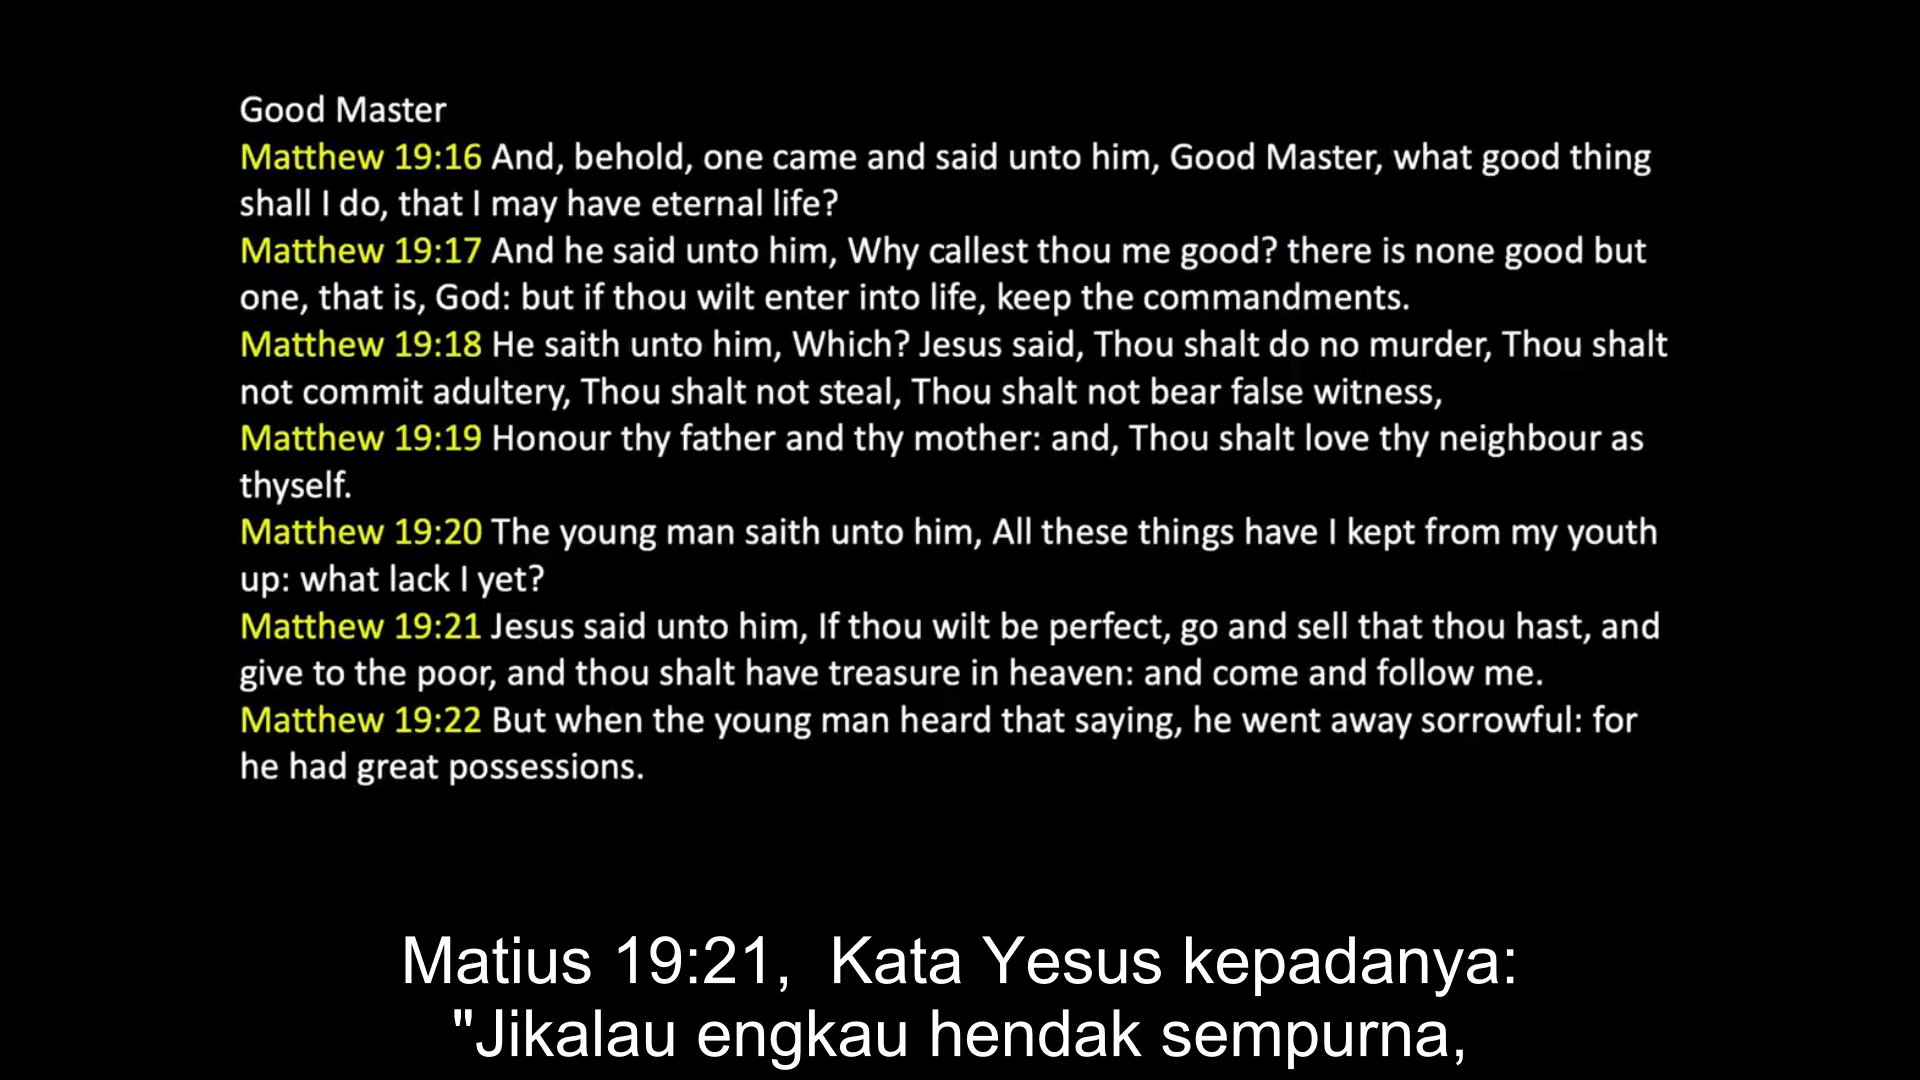 Good Master
Matthew 19:16 And, behold, one came and said unto him, Good Master, what good thing
shall I do, that I may have eternal life?
Matthew 19:17 And he said unto him, Why callest thou me good? there is none good but
one, that is, God: but if thou wilt enter into life, keep the commandments.
Matthew 19:18 He saith unto him, Which? Jesus said, Thou shalt do no murder, Thou shalt
not commit adultery, Thou shalt not steal, Thou shalt not bear false witness,
Matthew 19:19 Honour thy father and thy mother: and, Thou shalt love thy neighbour as
thyself.
Matthew 19:20 The young man saith unto him, All these things have I kept from my youth
up: what lack I yet?
Matthew 19:21 Jesus said unto him, If thou wilt be perfect, go and sell that thou hast, and
give to the poor, and thou shalt have treasure in heaven: and come and follow me.
Matthew 19:22 But when the young man heard that saying, he went away sorrowful: for
he had great possessions.
Matius 19:21,  Kata Yesus kepadanya:
"Jikalau engkau hendak sempurna,